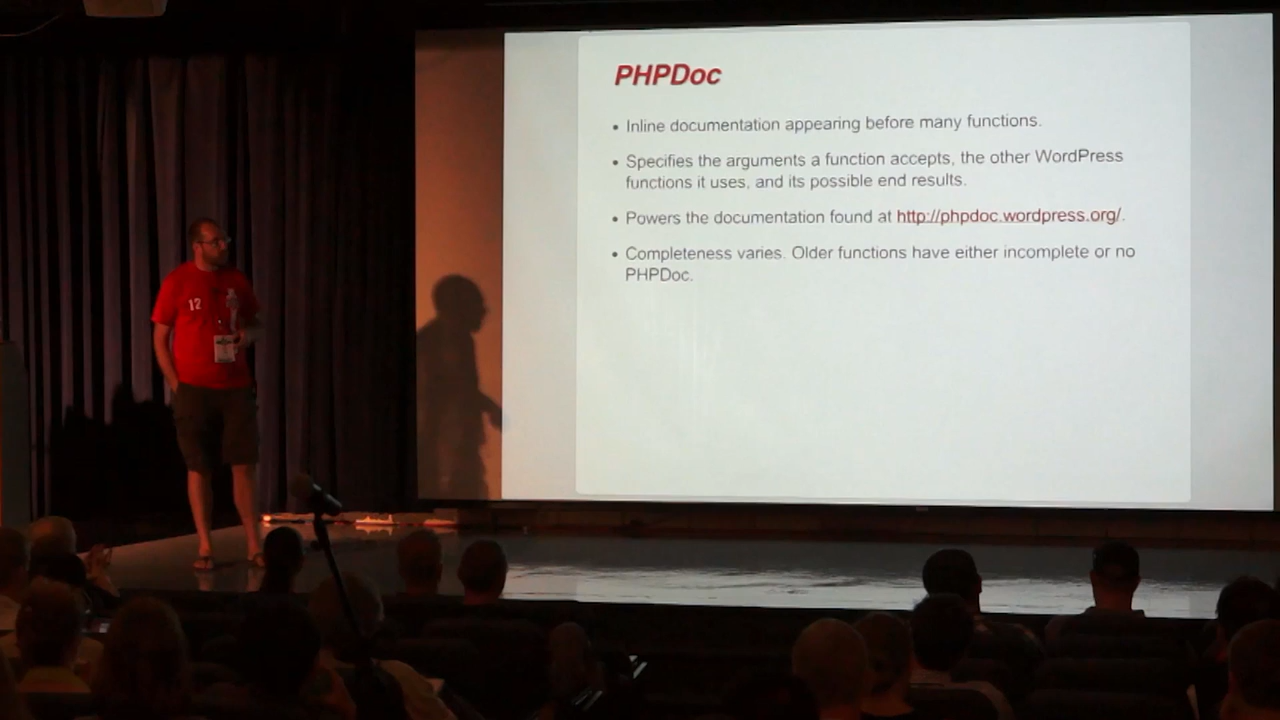 PHPDoc
• Inline documentation appearing before many functions.
• Specifies the arguments a function accepts, the other WordPress
functions it uses, and its possible end results.
• Powers the documentation found at http://phpdoc.wordpress.org/.
• Completeness varies. Older functions have either incomplete or no
PHPDoc.
12